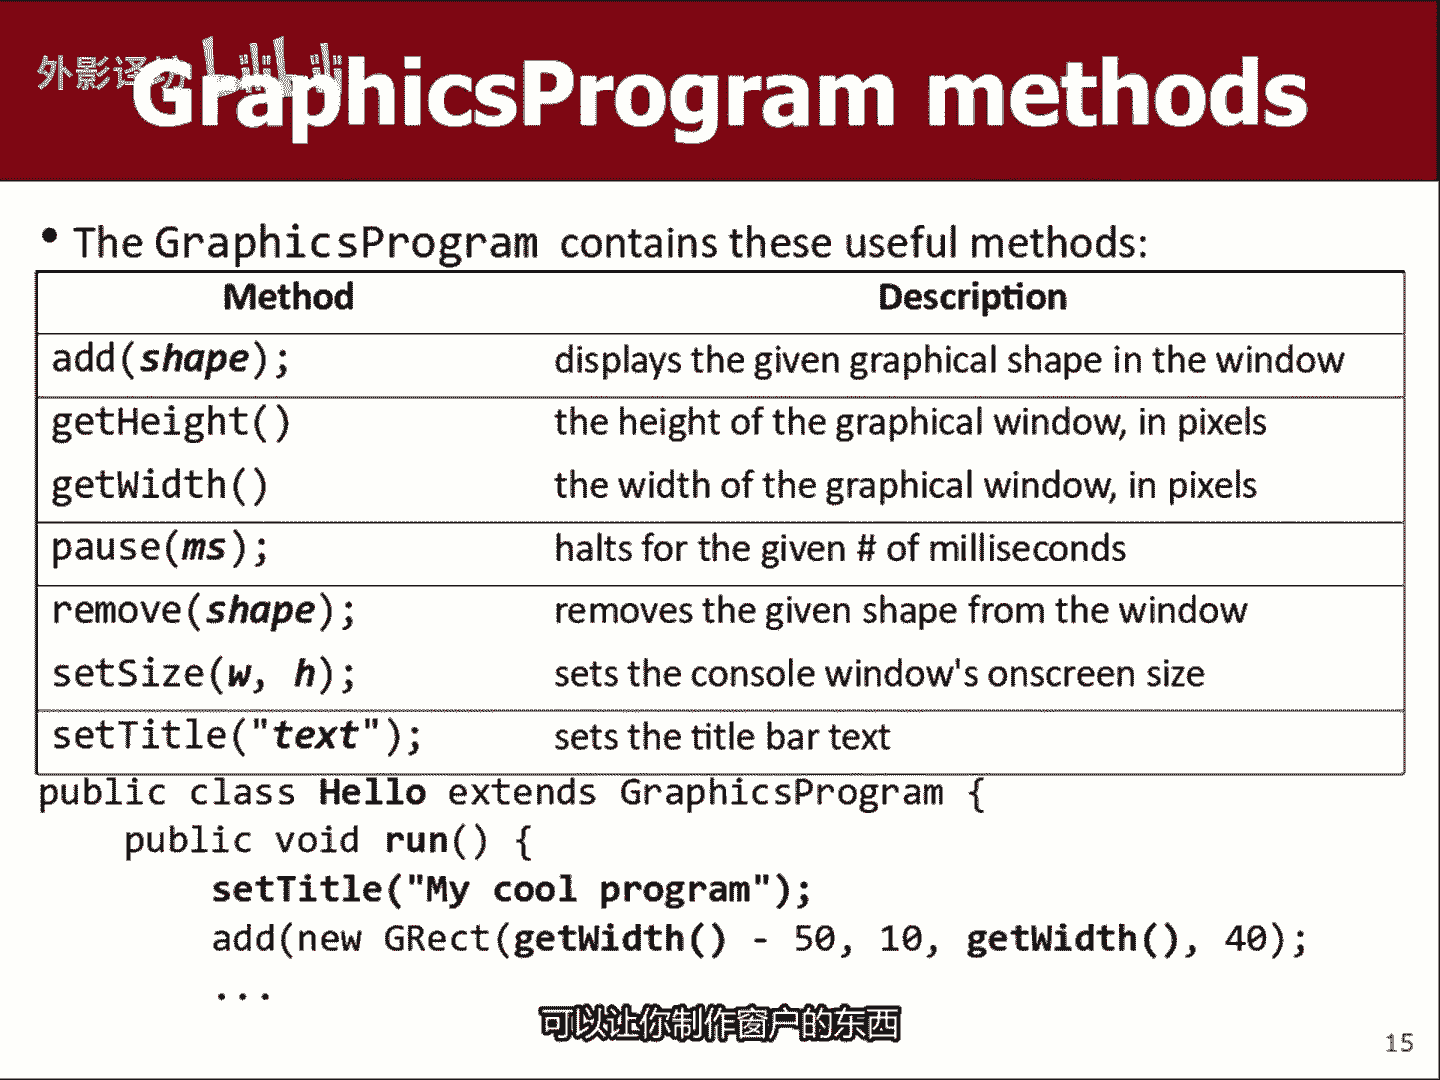 外影译坊
GraphicsProgram methods
• The GraphicsProgram contains these useful methods:
Method Description
add(shape); displays the given graphical shape in the window
getHeight() the height of the graphical window, in pixels
getWidth() the width of the graphical window, in pixels
pause(ms); halts for the given # of milliseconds
remove(shape); removes the given shape from the window
setSize(w, h); sets the console window's onscreen size
setTitle("text"); sets the title bar text
public class Hello extends GraphicsProgram {
public void run() {
setTitle("My cool program");
add(new GRect(getWidth() - 50, 10, getWidth(), 40);
...
可以让你制作窗户的东西
15